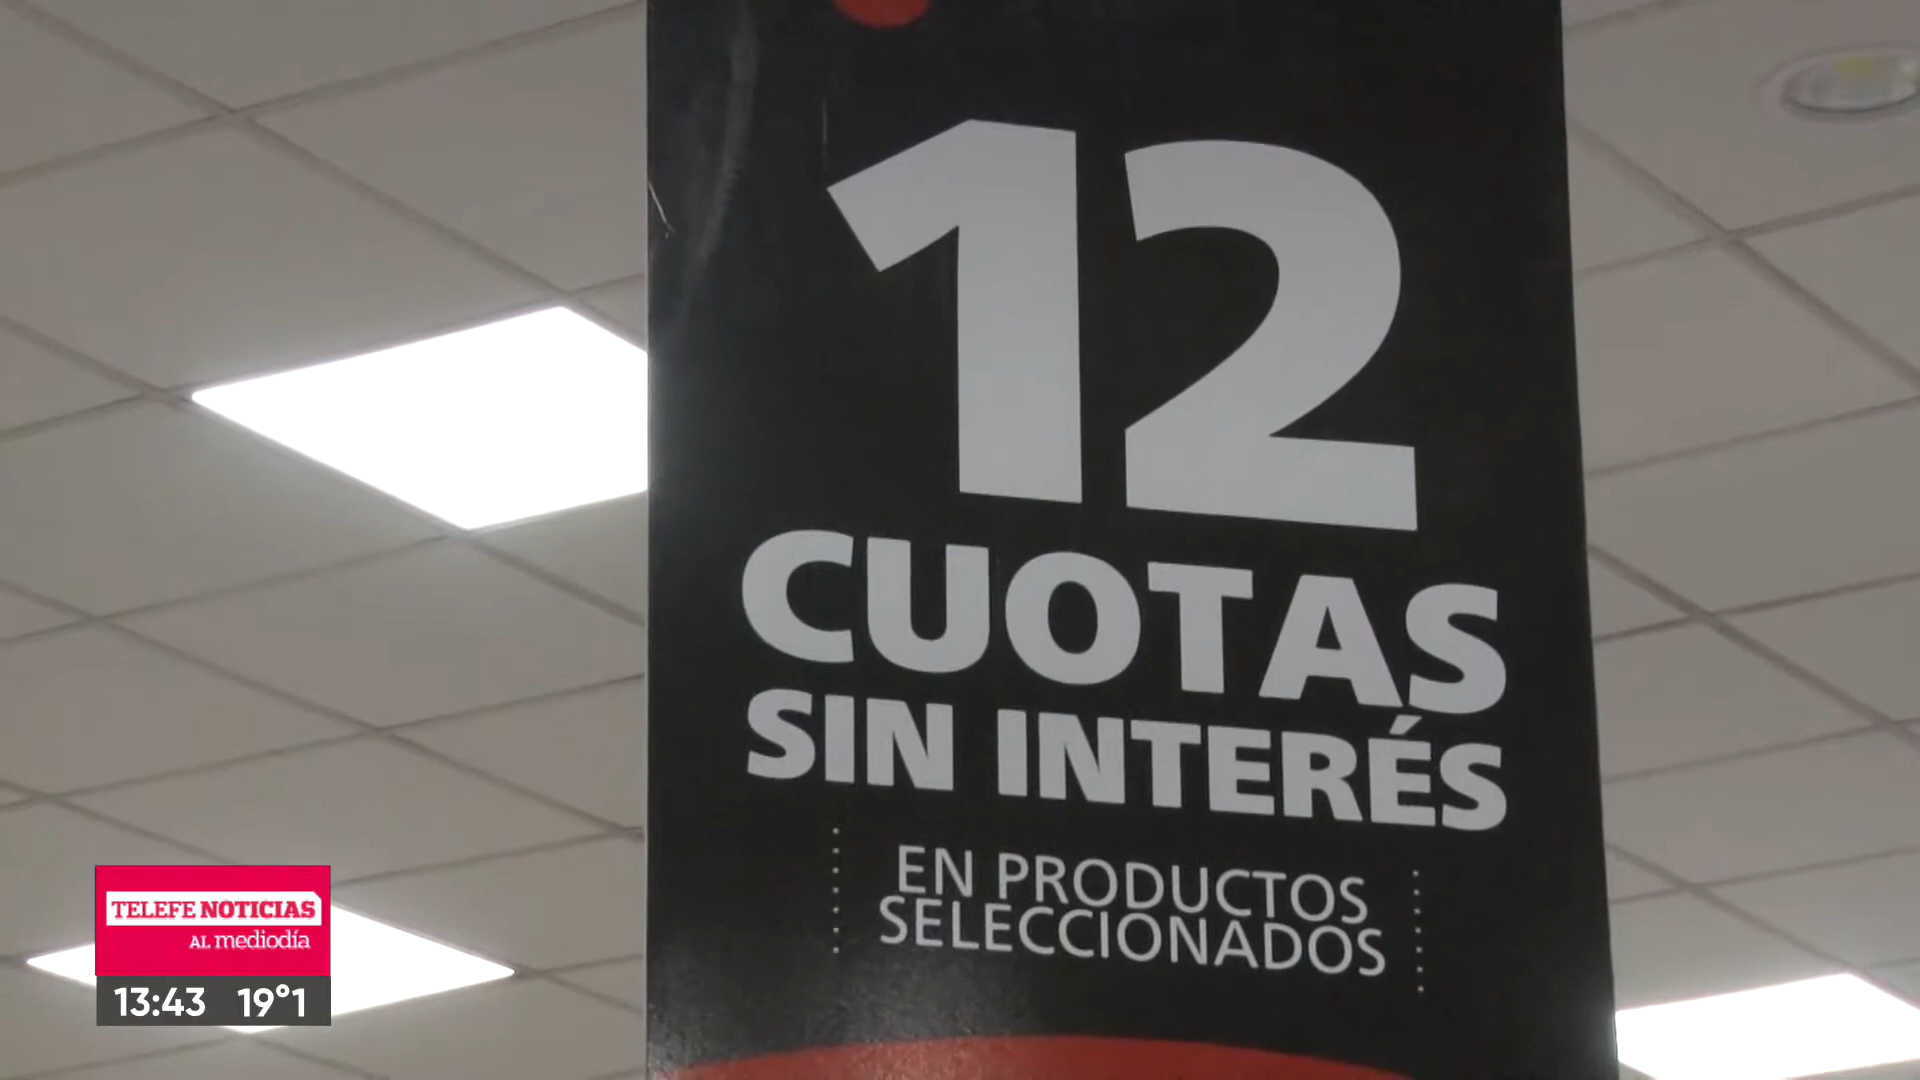 12
CUOTAS
SIN INTERÉS
EN PRODUCTOS
SELECCIONADOS
TELEFE NOTICIAS
AL mediodía
13:43 19°1